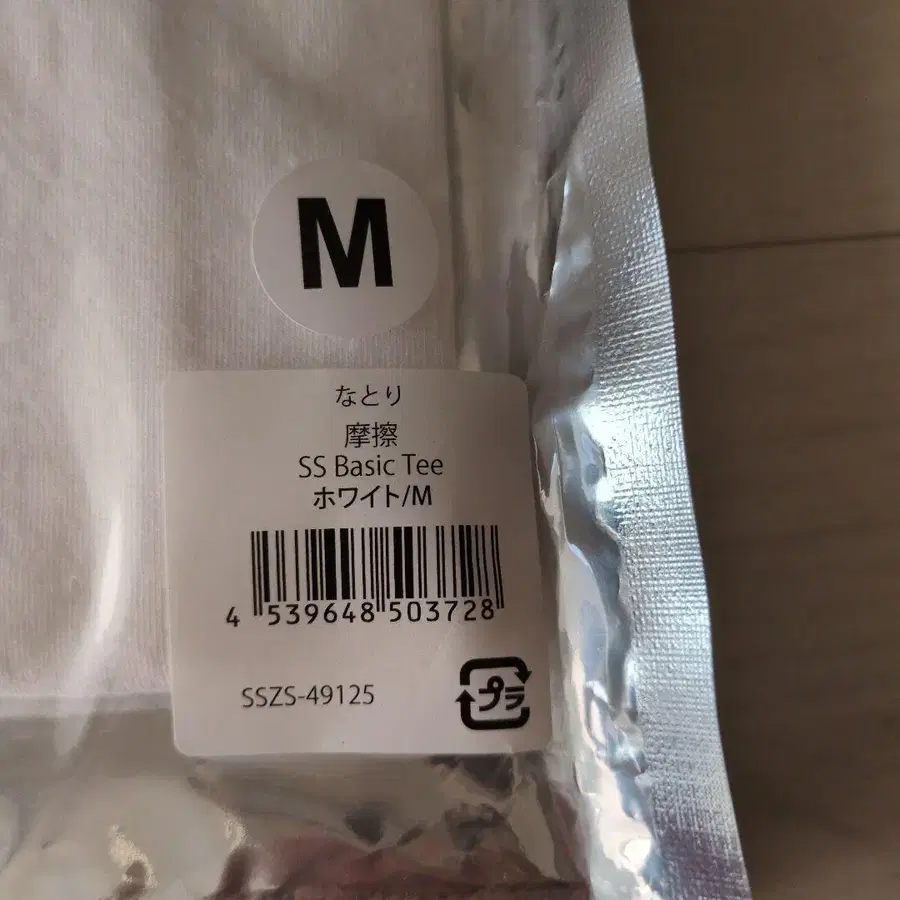 M
なとり
摩擦
SS Basic Tee
ホワイト/M
4 539648 503728
SSZS-49125
プラ